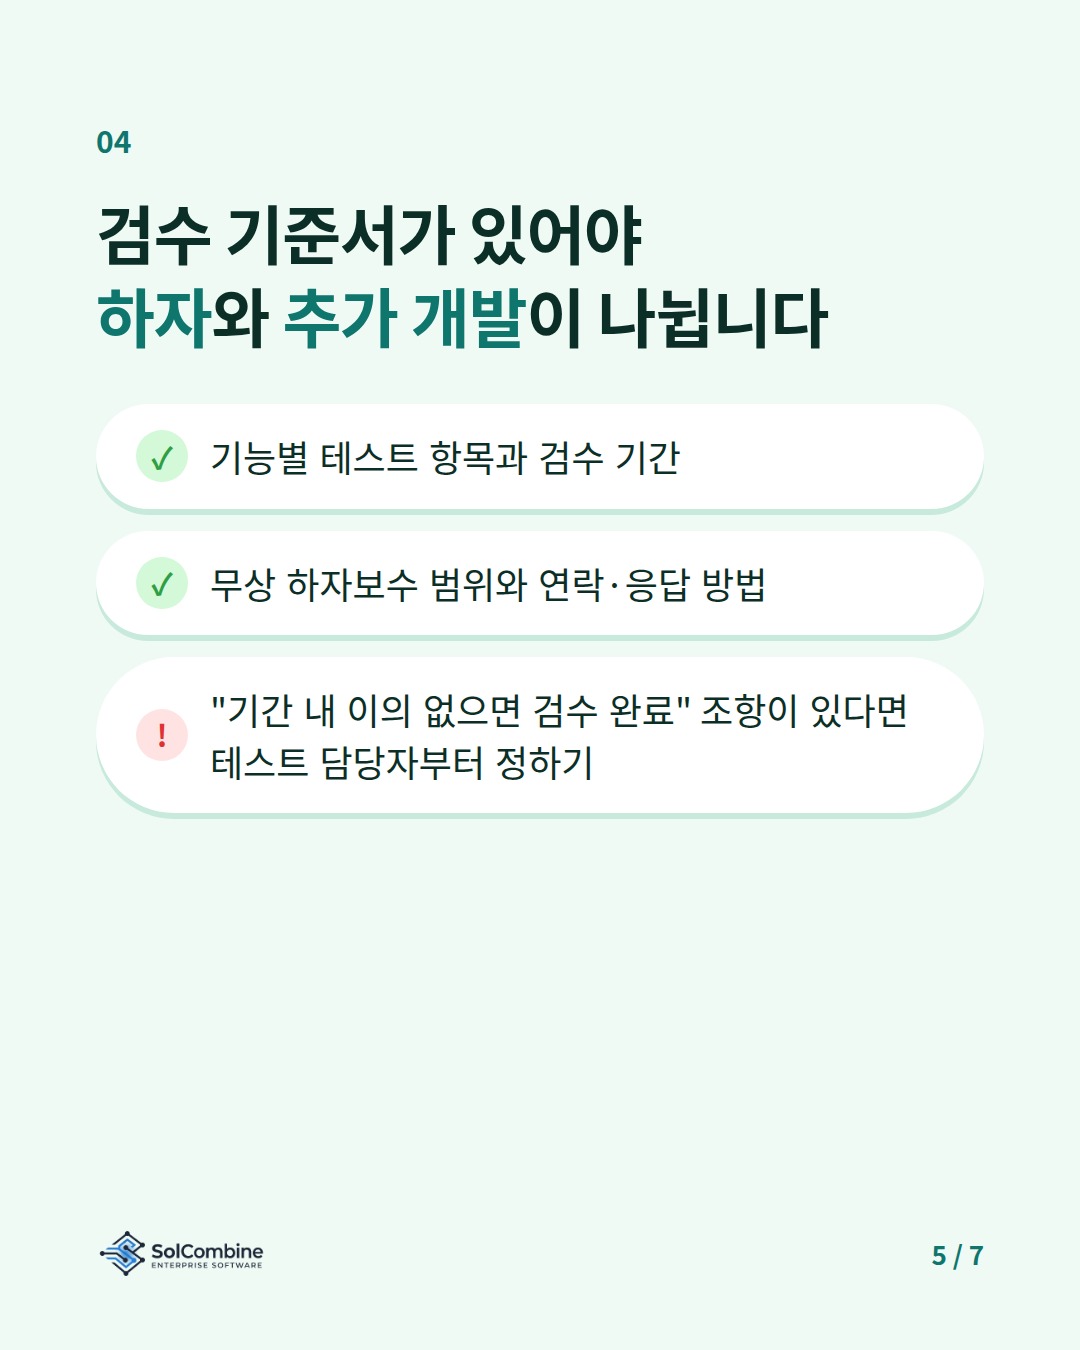 04
검수 기준서가 있어야
하자와 추가 개발이 나뉩니다
✓ 기능별 테스트 항목과 검수 기간
✓ 무상 하자보수 범위와 연락·응답 방법
! "기간 내 이의 없으면 검수 완료" 조항이 있다면
테스트 담당자부터 정하기
SolCombine
ENTERPRISE SOFTWARE
5 / 7